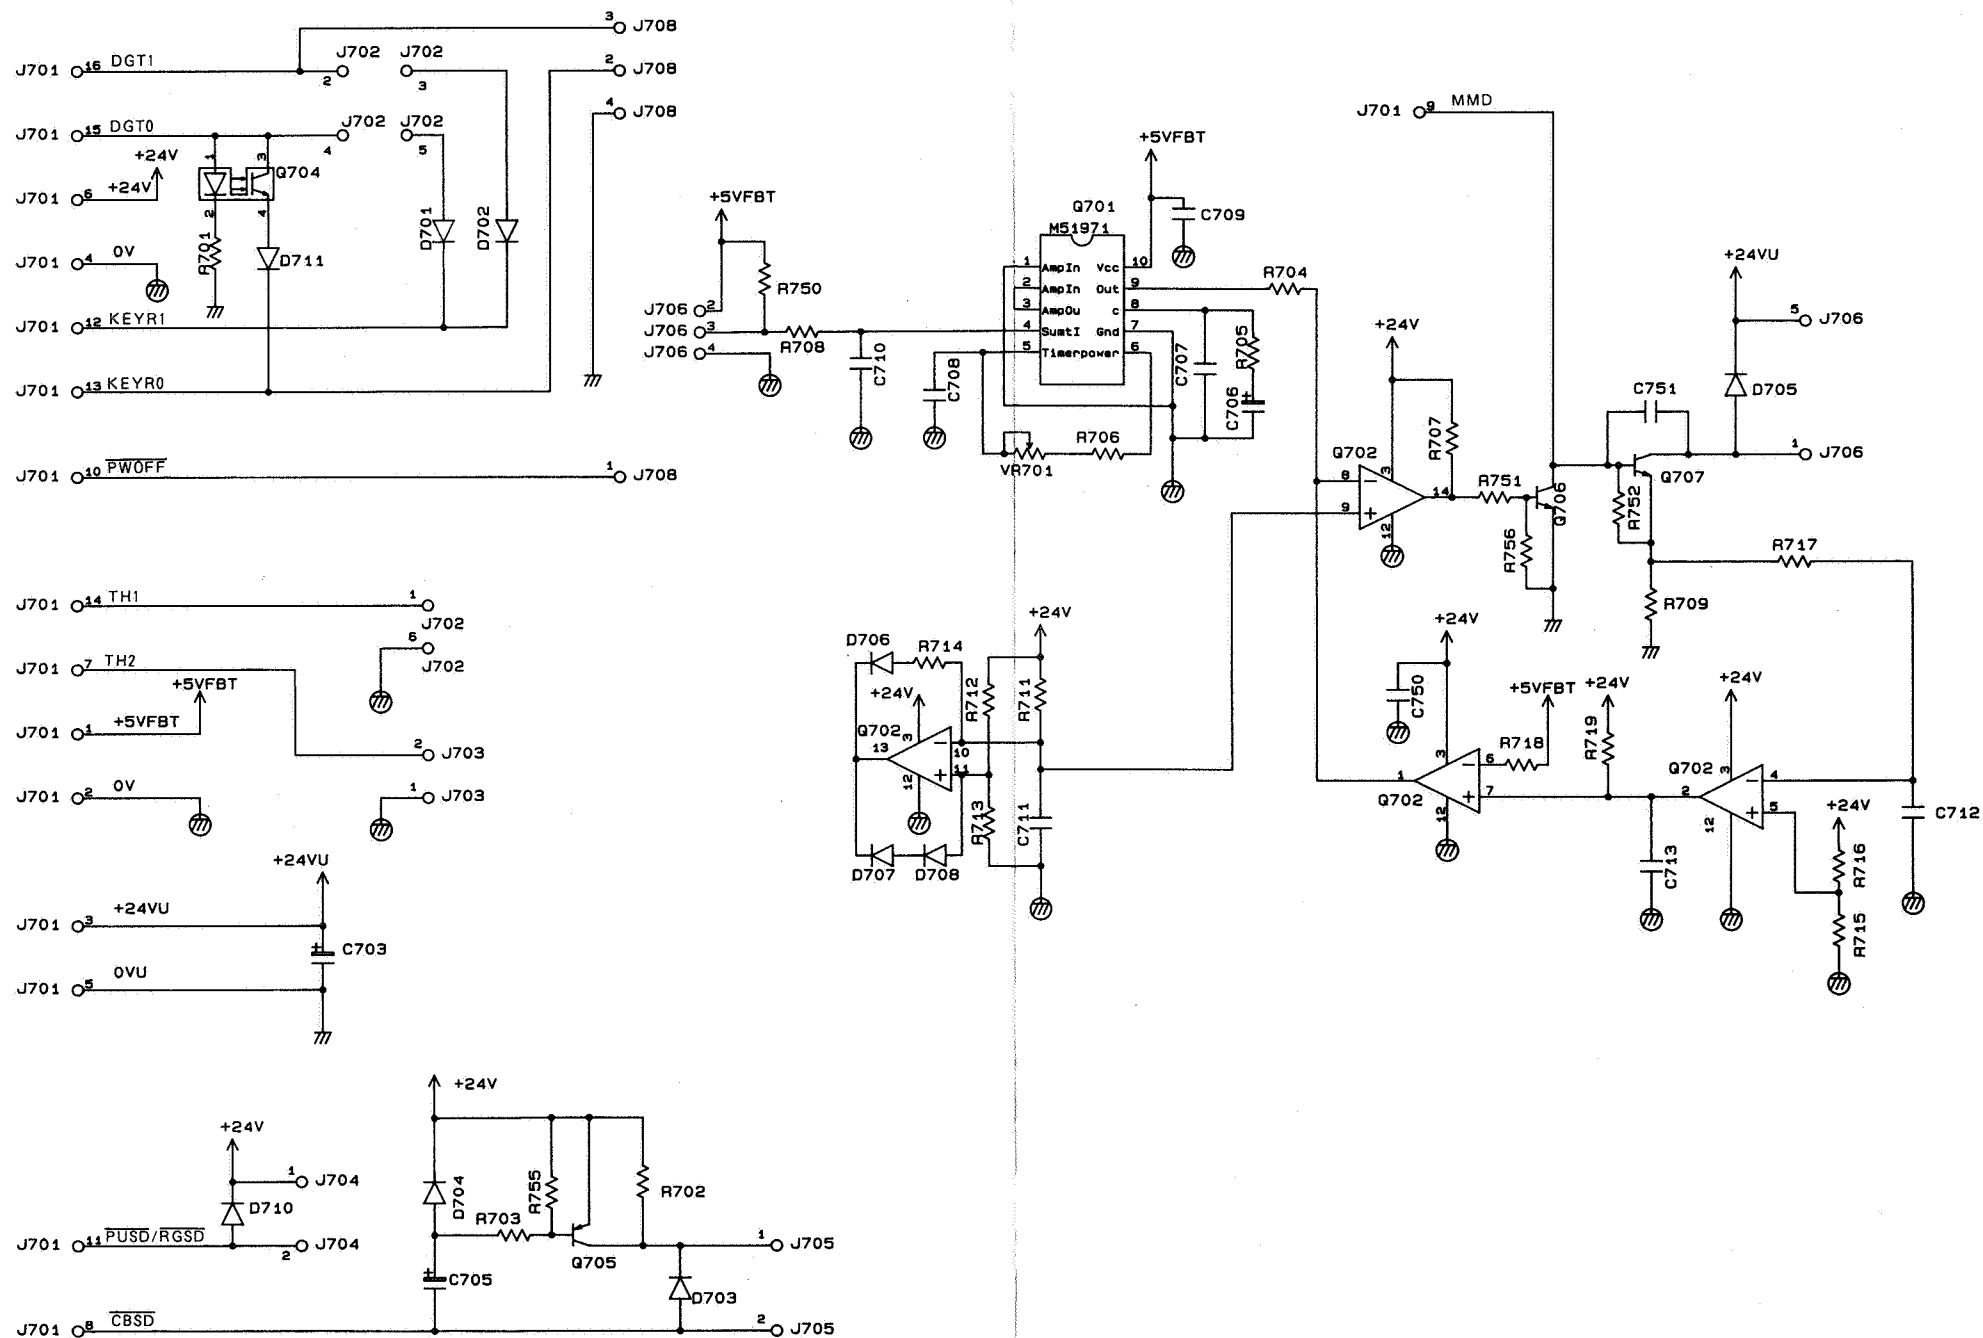 3 J708
J701 16 DGT1
2 J702
J702 3
2 J708
4 J708
J701 15 DGT0
J702 4
J702 5
+24V
J701 6 +24V
1 3 Q704
2 4
R701
D711
D701
D702
J701 4 0V
J701 12 KEYR1
J701 13 KEYR0
J701 10 PWOFF
1 J708
J701 14 TH1
1 J702
6 J702
J701 7 TH2
+5VFBT
J701 1 +5VFBT
2 J703
J701 2 0V
1 J703
+24VU
J701 3 +24VU
C703
J701 5 0VU
+24V
1 J704
D710
J701 11 PUSD/RGSD
2 J704
+24V
D704
R755
R702
R703
Q705
C705
1 J705
D703
J701 8 CBSD
2 J705
+5VFBT
R750
J706 2
J706 3
J706 4
R708
C710
C708
Q701
M51971
1 AmpIn Vcc 10
2 AmpIn Out 9
3 AmpOu c 8
4 SumtI Gnd 7
5 Timerpower 6
+5VFBT
C709
R704
C707
R705
C706
VR701
R706
J701 9 MMD
+24V
R707
Q702
8 −
9 +
3
12
14
R751
R756
Q706
C751
Q707
R752
+24VU
5 J706
D705
1 J706
R717
R709
D706
R714
+24V
Q702
13
3
12
− 10
+ 11
D707
D708
R712
R713
+24V
R711
C711
+24V
C750
+5VFBT
R718
+24V
R719
1
Q702
3
12
− 6
+ 7
C713
+24V
Q702
2
3
12
− 4
+ 5
C712
+24V
R716
R715